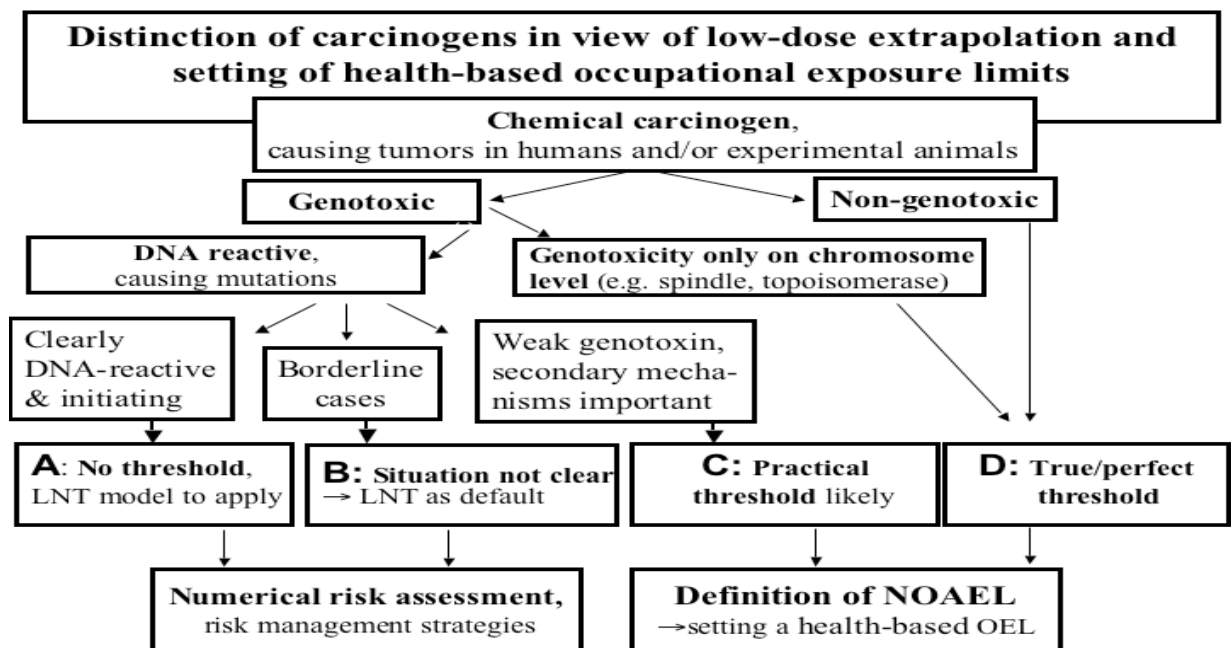 Distinction of carcinogens in view of low-dose extrapolation and
setting of health-based occupational exposure limits
Chemical carcinogen,
causing tumors in humans and/or experimental animals
Genotoxic
Non-genotoxic
DNA reactive,
causing mutations
Genotoxicity only on chromosome
level (e.g. spindle, topoisomerase)
Clearly
DNA-reactive
& initiating
Borderline
cases
Weak genotoxin,
secondary mecha-
nisms important
A: No threshold,
LNT model to apply
B: Situation not clear
→ LNT as default
C: Practical
threshold likely
D: True/perfect
threshold
Numerical risk assessment,
risk management strategies
Definition of NOAEL
→setting a health-based OEL